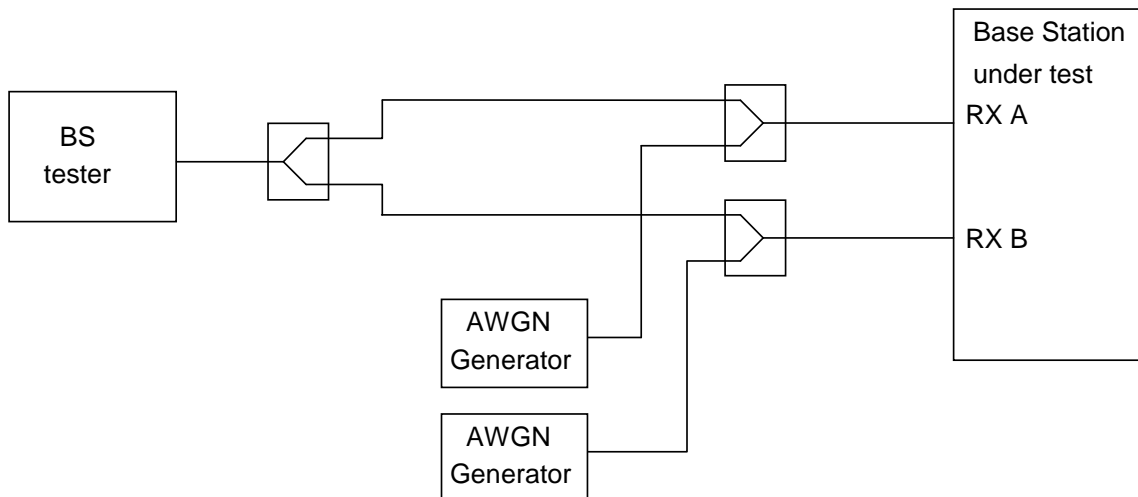 BS
tester
Base Station
under test
RX A
RX B
AWGN
Generator
AWGN
Generator